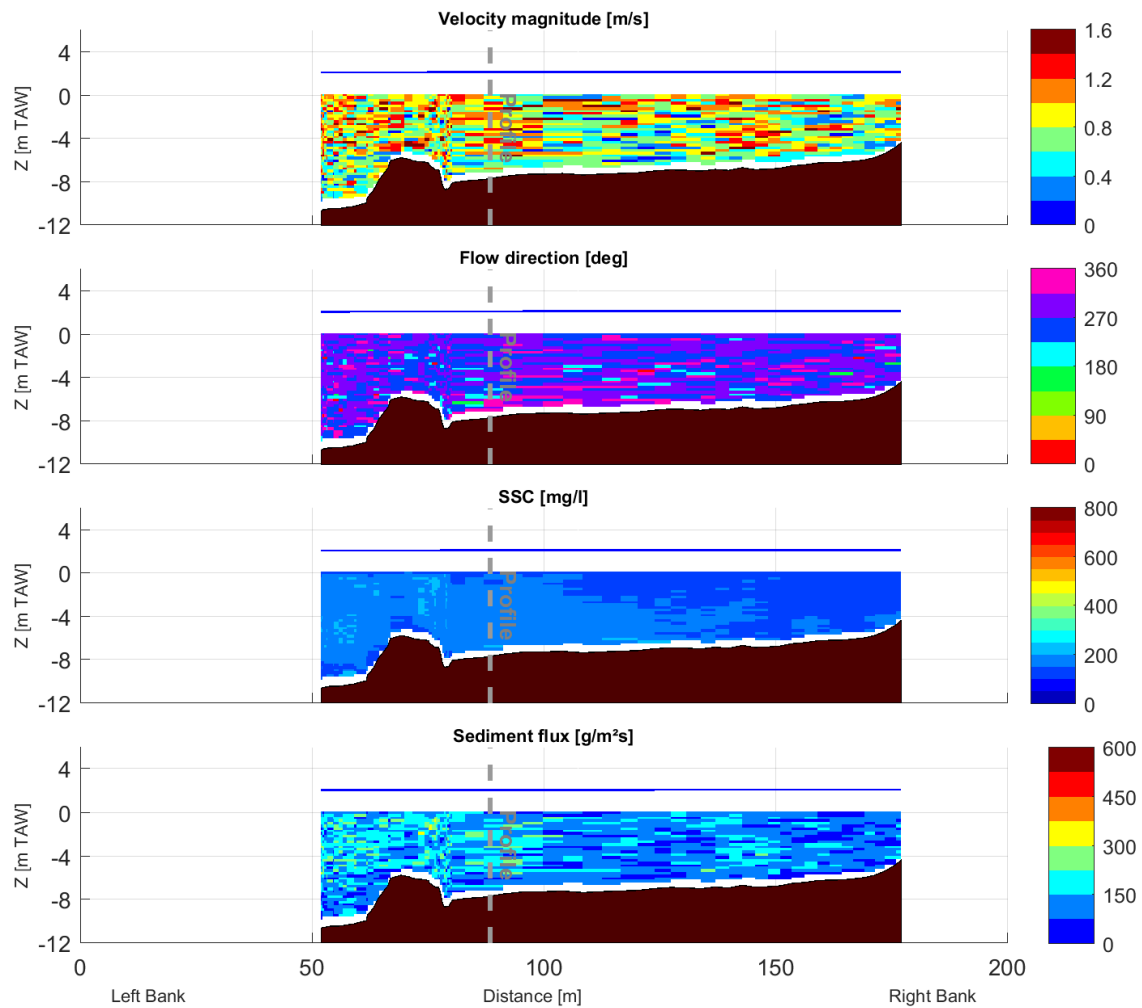 Velocity magnitude [m/s]
Z [m TAW]
4
0
-4
-8
-12
Profile
1.6
1.2
0.8
0.4
0
Flow direction [deg]
Z [m TAW]
4
0
-4
-8
-12
Profile
360
270
180
90
0
SSC [mg/l]
Z [m TAW]
4
0
-4
-8
-12
Profile
800
600
400
200
0
Sediment flux [g/m²s]
Z [m TAW]
4
0
-4
-8
-12
Profile
600
450
300
150
0
0 50 100 150 200
Left Bank Distance [m] Right Bank